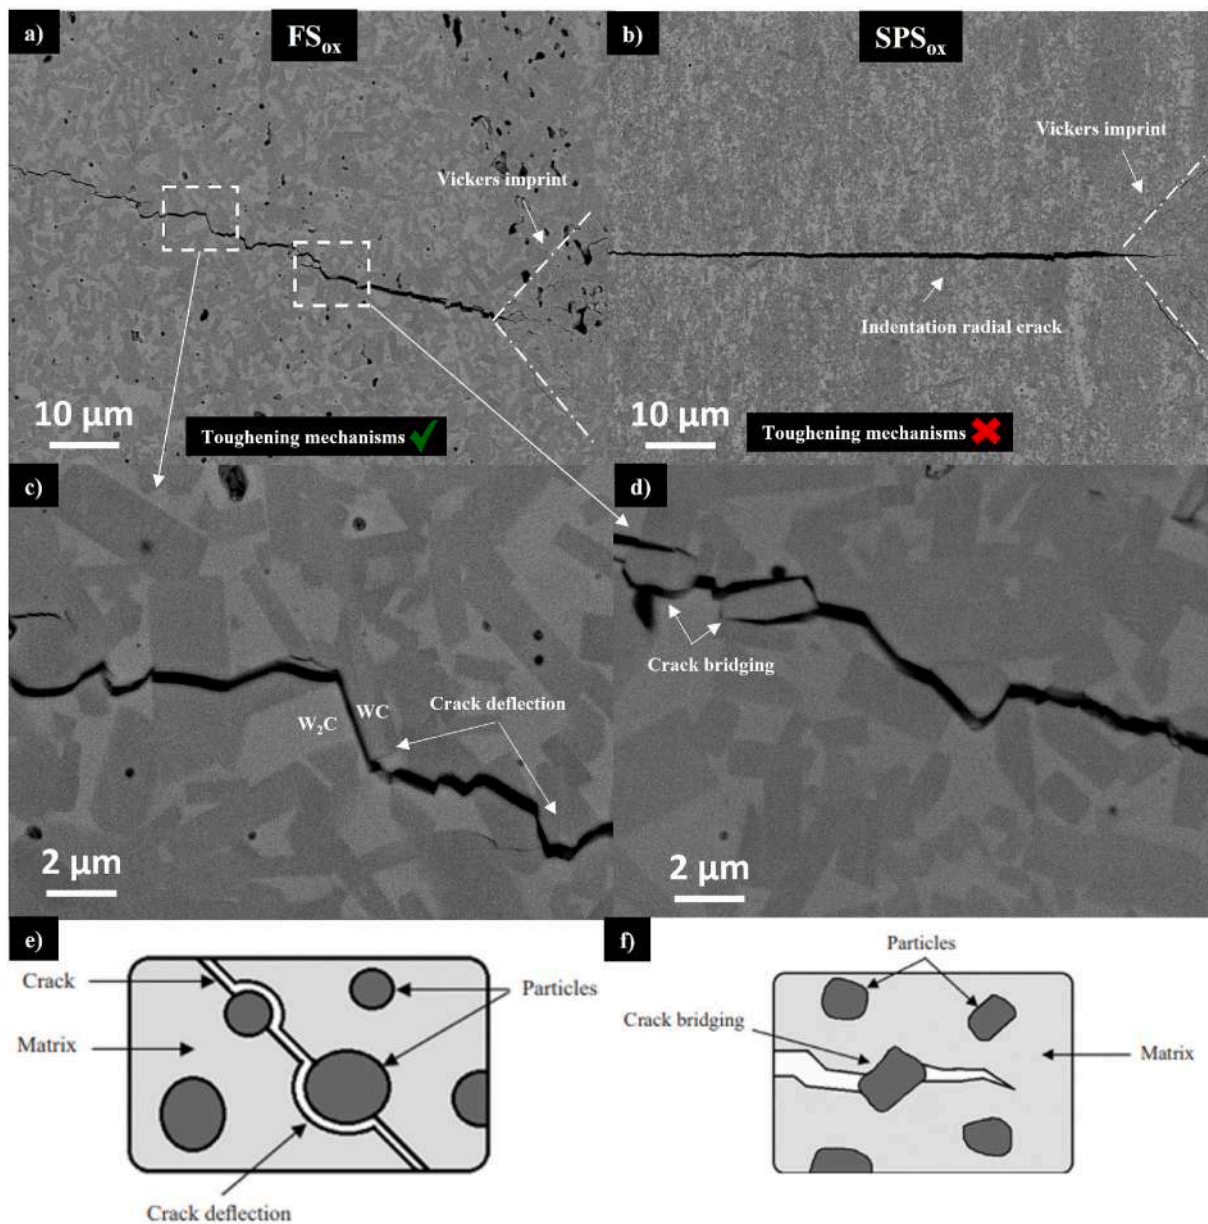 a)
FSox
Vickers imprint
10 µm
Toughening mechanisms
b)
SPSox
Vickers imprint
Indentation radial crack
10 µm
Toughening mechanisms
c)
W2C
WC
Crack deflection
2 µm
d)
Crack bridging
2 µm
e)
Crack
Matrix
Particles
Crack deflection
f)
Particles
Crack bridging
Matrix